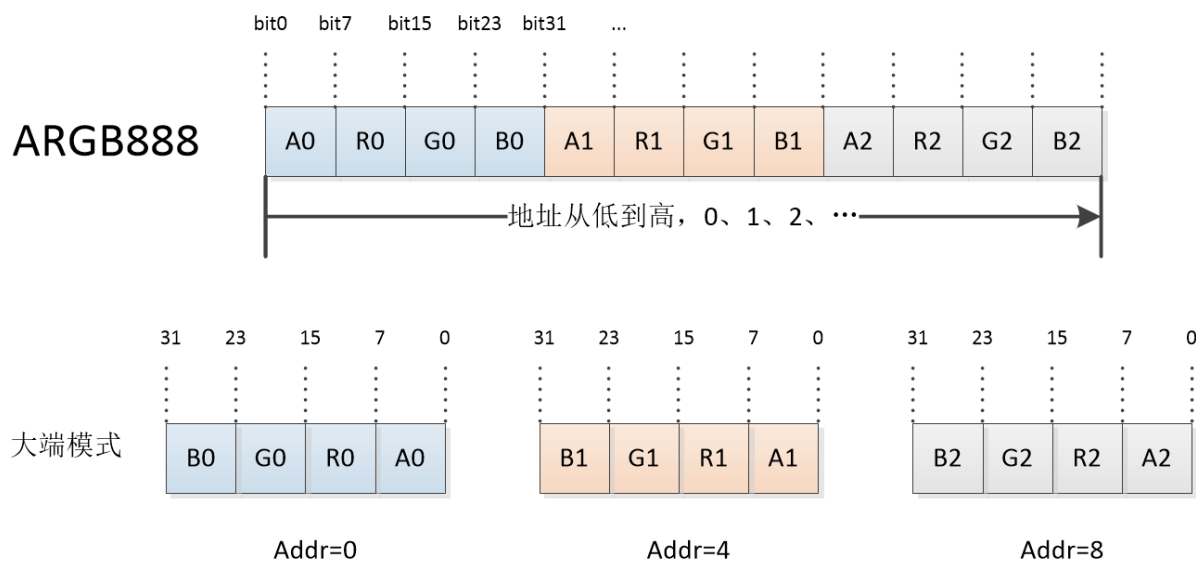 bit0 bit7 bit15 bit23 bit31 ...
ARGB888 A0 R0 G0 B0 A1 R1 G1 B1 A2 R2 G2 B2
地址从低到高，0、1、2、…
31 23 15 7 0 31 23 15 7 0 31 23 15 7 0
大端模式 B0 G0 R0 A0 B1 G1 R1 A1 B2 G2 R2 A2
Addr=0 Addr=4 Addr=8